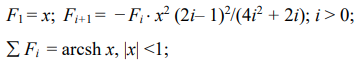 F₁ = x; Fᵢ₊₁ = – Fᵢ · x² (2i– 1)²/(4i² + 2i); i > 0;
∑ Fᵢ = arcsh x, |x| <1;